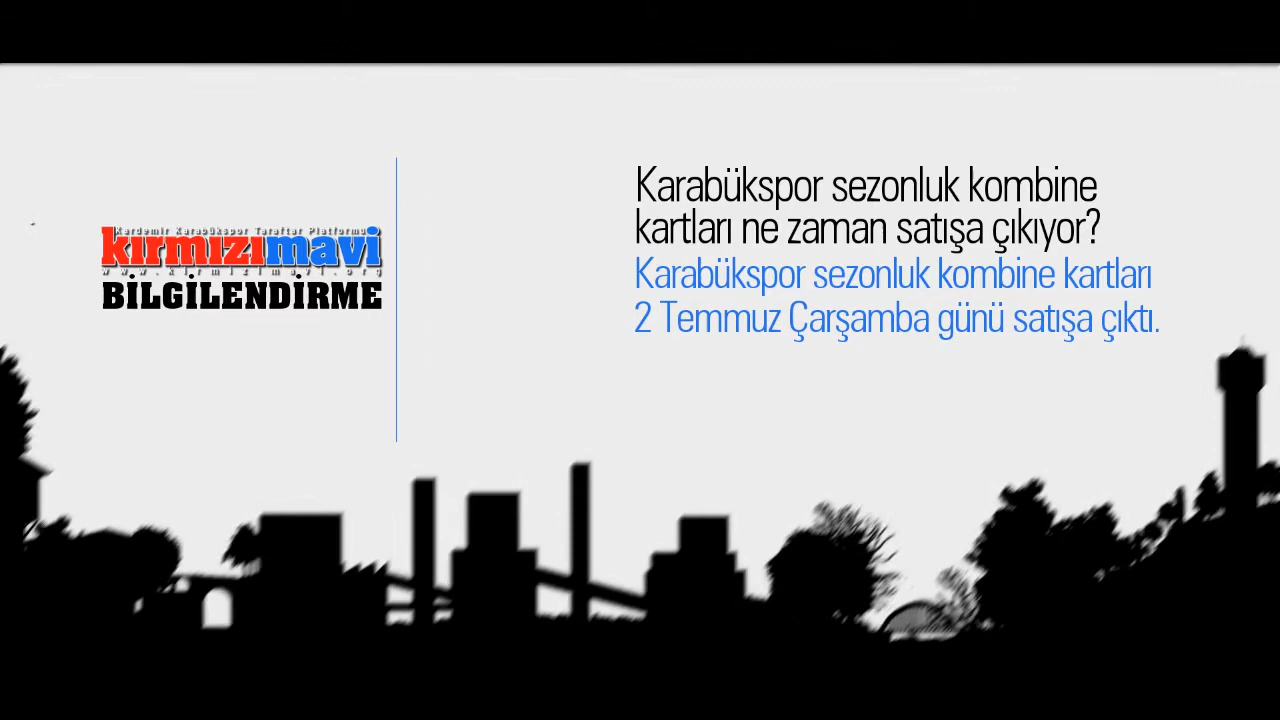 Kardemir Karabükspor Taraftar Platformu
kırmızımavi
www.kirmizimavi.org
BİLGİLENDİRME
Karabükspor sezonluk kombine
kartları ne zaman satışa çıkıyor?
Karabükspor sezonluk kombine kartları
2 Temmuz Çarşamba günü satışa çıktı.